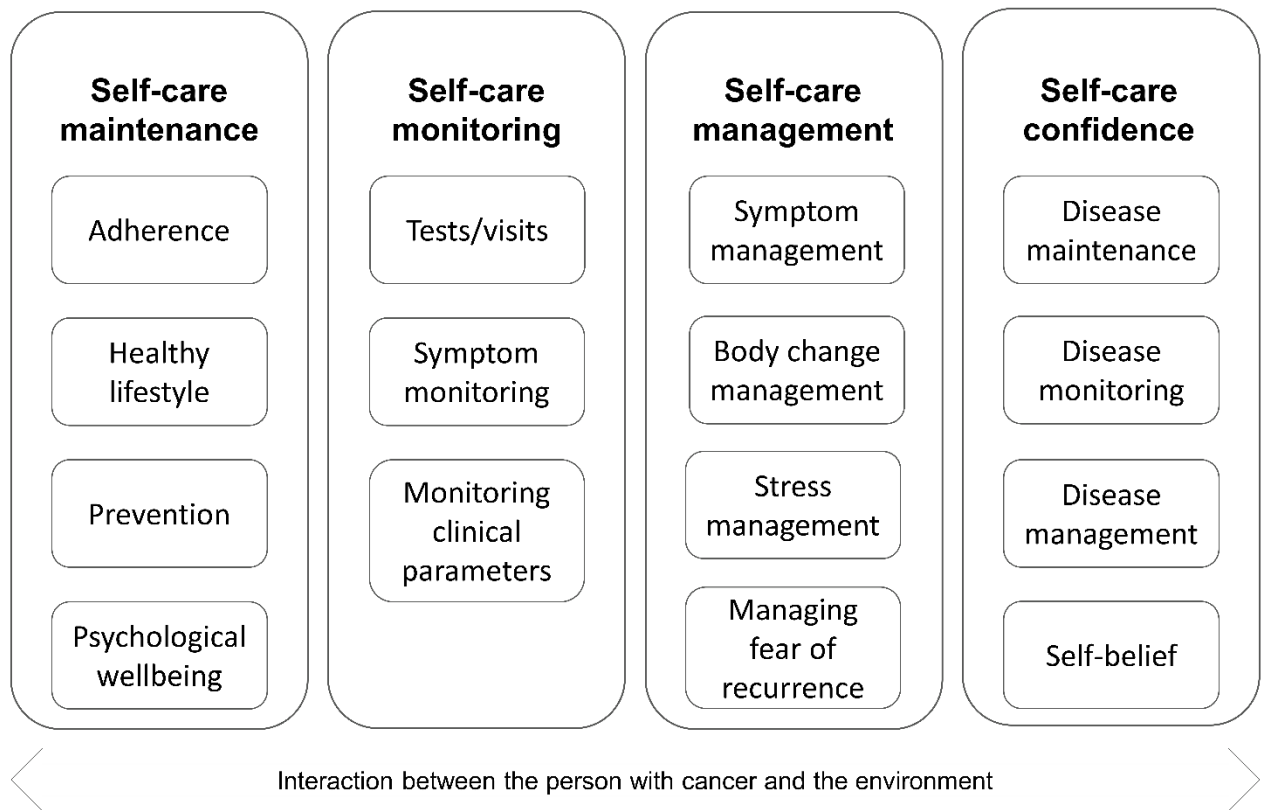 Self-care
maintenance
Adherence
Healthy
lifestyle
Prevention
Psychological
wellbeing
Self-care
monitoring
Tests/visits
Symptom
monitoring
Monitoring
clinical
parameters
Self-care
management
Symptom
management
Body change
management
Stress
management
Managing
fear of
recurrence
Self-care
confidence
Disease
maintenance
Disease
monitoring
Disease
management
Self-belief
Interaction between the person with cancer and the environment